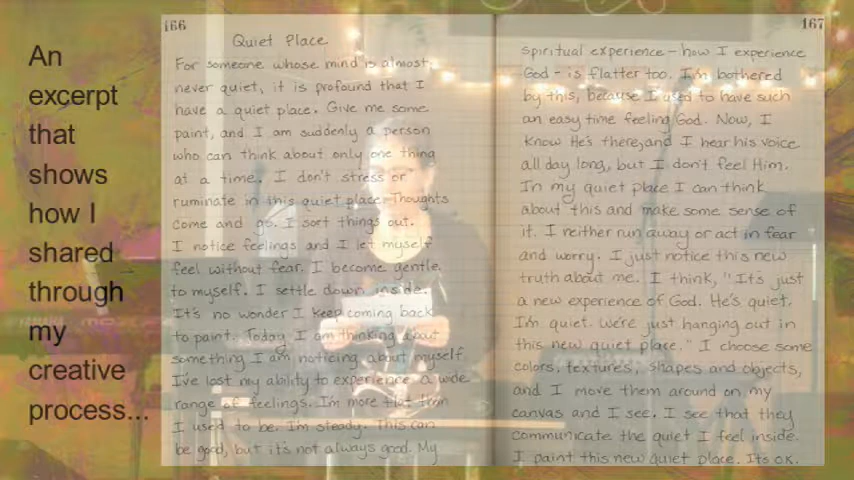 An
excerpt
that
shows
how I
shared
through
my
creative
process...
166
Quiet Place
For someone whose mind is almost
never quiet, it is profound that I
have a quiet place. Give me some
paint, and I am suddenly a person
who can think about only one thing
at a time. I don't stress or
ruminate in this quiet place. Thoughts
come and go. I sort things out.
I notice feelings and I let myself
feel without fear. I become gentle
to myself. I settle down inside.
It's no wonder I keep coming back
to paint. Today I am thinking about
something I am noticing about myself
I've lost my ability to experience a wide
range of feelings. I'm more flat than
I used to be. I'm steady. This can
be good, but it's not always good. My
167
spiritual experience - how I experience
God - is flatter too. I'm bothered
by this, because I used to have such
an easy time feeling God. Now, I
know He's there, and I hear his voice
all day long, but I don't feel Him.
In my quiet place I can think
about this and make some sense of
it. I neither run away or act in fear
and worry. I just notice this new
truth about me. I think, "It's just
a new experience of God. He's quiet.
I'm quiet. We're just hanging out in
this new quiet place." I choose some
colors, textures, shapes and objects,
and I move them around on my
canvas and I see. I see that they
communicate the quiet I feel inside.
I paint this new quiet place. Its ok.